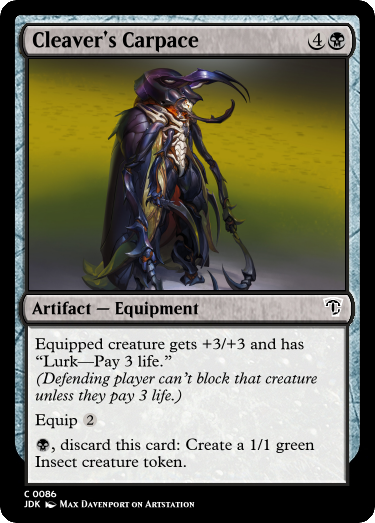 Cleaver's Carpace 4
Artifact — Equipment
Equipped creature gets +3/+3 and has
“Lurk—Pay 3 life.”
(Defending player can't block that creature
unless they pay 3 life.)
Equip 2
, discard this card: Create a 1/1 green
Insect creature token.
C 0086
JDK Max Davenport on Artstation